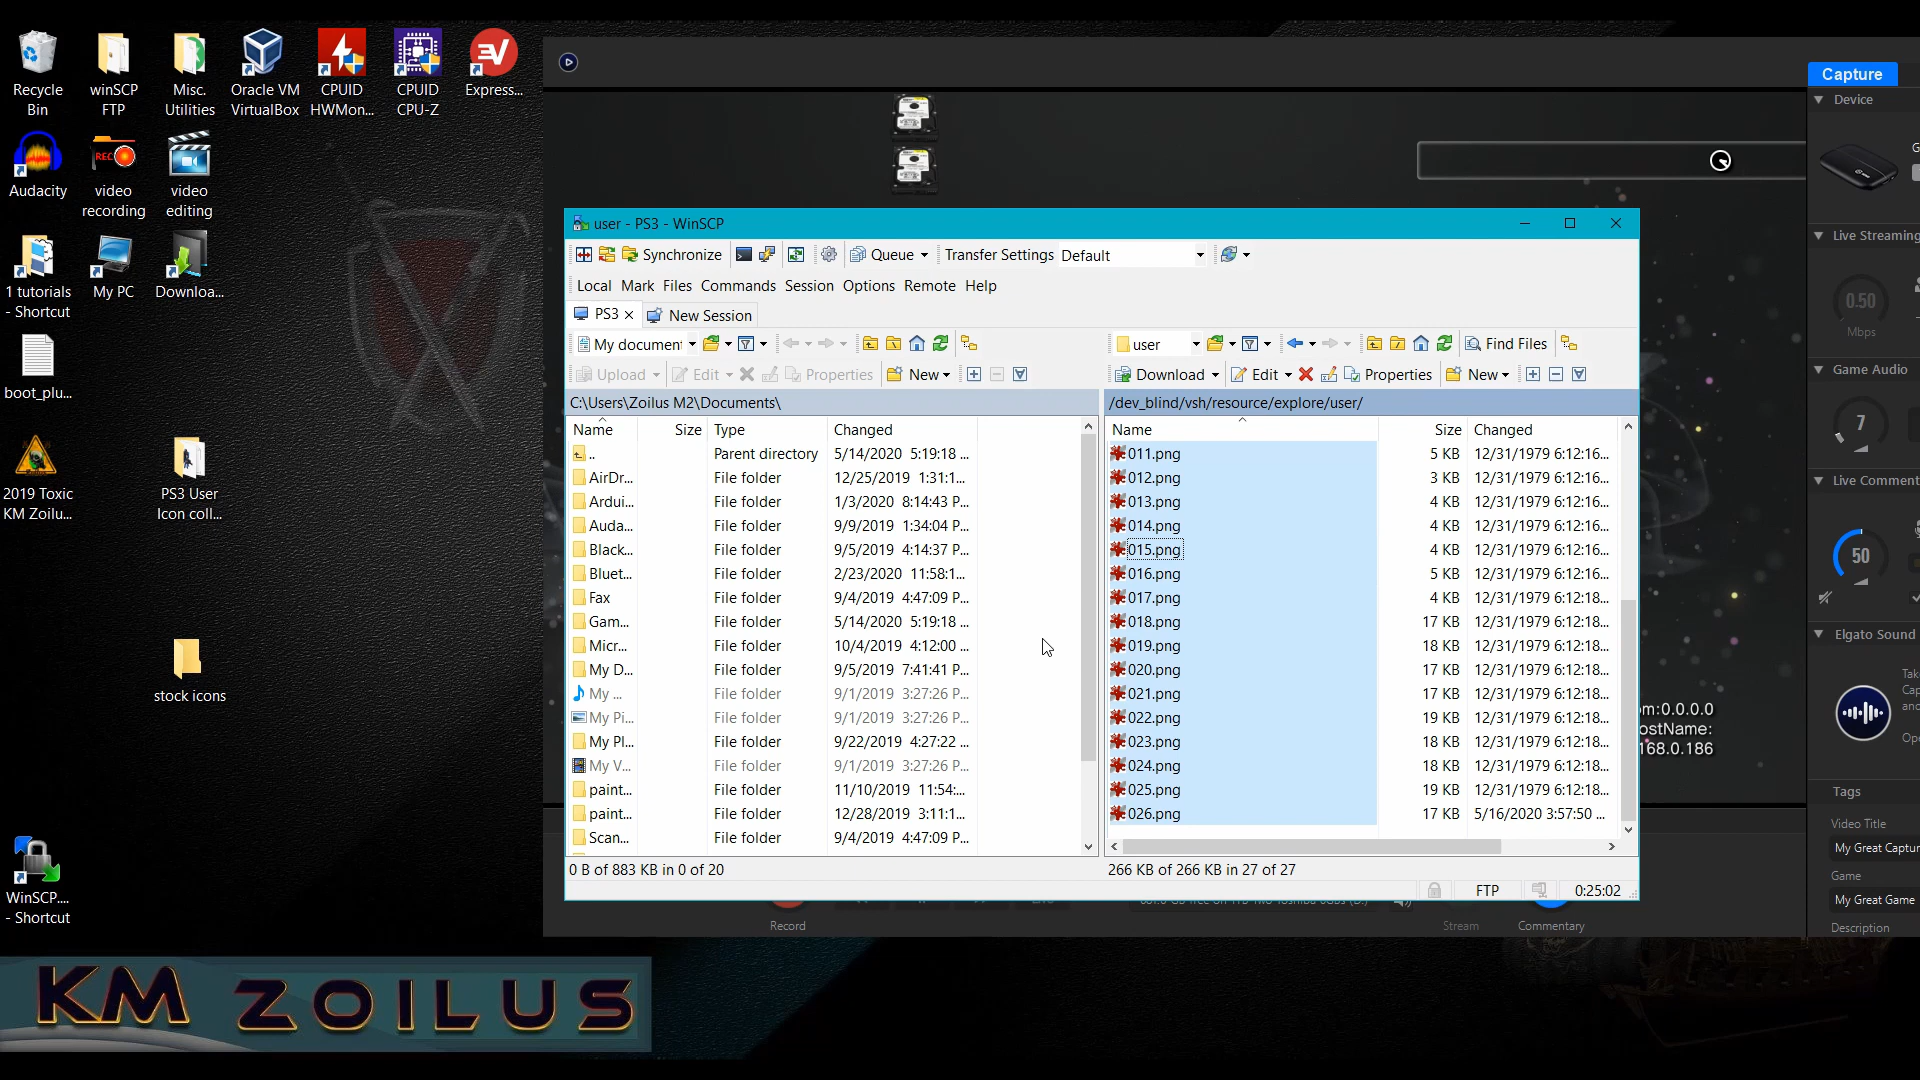 Recycle Bin
winSCP FTP
Misc. Utilities
Oracle VM VirtualBox
CPUID HWMon...
CPUID CPU-Z
Express...
Audacity
video recording
REC
video editing
1 tutorials - Shortcut
My PC
Downloa...
boot_plu...
2019 Toxic KM Zoilu...
PS3 User Icon coll...
stock icons
WinSCP.... - Shortcut
KM ZOILUS
user - PS3 - WinSCP
Synchronize
Queue
Transfer Settings Default
Local Mark Files Commands Session Options Remote Help
PS3
New Session
My document
user
Find Files
Upload Edit Properties New
Download Edit Properties New
C:\Users\Zoilus M2\Documents\
Name Size Type Changed
.. Parent directory 5/14/2020 5:19:18 ...
AirDr... File folder 12/25/2019 1:31:1...
Ardui... File folder 1/3/2020 8:14:43 P...
Auda... File folder 9/9/2019 1:34:04 P...
Black... File folder 9/5/2019 4:14:37 P...
Bluet... File folder 2/23/2020 11:58:1...
Fax File folder 9/4/2019 4:47:09 P...
Gam... File folder 5/14/2020 5:19:18 ...
Micr... File folder 10/4/2019 4:12:00 ...
My D... File folder 9/5/2019 7:41:41 P...
My ... File folder 9/1/2019 3:27:26 P...
My Pi... File folder 9/1/2019 3:27:26 P...
My Pl... File folder 9/22/2019 4:27:22 ...
My V... File folder 9/1/2019 3:27:26 P...
paint... File folder 11/10/2019 11:54:...
paint... File folder 12/28/2019 3:11:1...
Scan... File folder 9/4/2019 4:47:09 P...
0 B of 883 KB in 0 of 20
/dev_blind/vsh/resource/explore/user/
Name Size Changed
011.png 5 KB 12/31/1979 6:12:16...
012.png 3 KB 12/31/1979 6:12:16...
013.png 4 KB 12/31/1979 6:12:16...
014.png 4 KB 12/31/1979 6:12:16...
015.png 4 KB 12/31/1979 6:12:16...
016.png 5 KB 12/31/1979 6:12:16...
017.png 4 KB 12/31/1979 6:12:18...
018.png 17 KB 12/31/1979 6:12:18...
019.png 18 KB 12/31/1979 6:12:18...
020.png 17 KB 12/31/1979 6:12:18...
021.png 17 KB 12/31/1979 6:12:18...
022.png 19 KB 12/31/1979 6:12:18...
023.png 18 KB 12/31/1979 6:12:18...
024.png 18 KB 12/31/1979 6:12:18...
025.png 19 KB 12/31/1979 6:12:18...
026.png 17 KB 5/16/2020 3:57:50 ...
266 KB of 266 KB in 27 of 27
FTP 0:25:02
Record
Stream
Commentary
om:0.0.0.0
ostName:
168.0.186
Capture
Device
Live Streaming
0.50
Mbps
Game Audio
7
Live Comment
50
Elgato Sound
Take
Cap
and
Ope
Tags
Video Title
My Great Captur
Game
My Great Game
Description